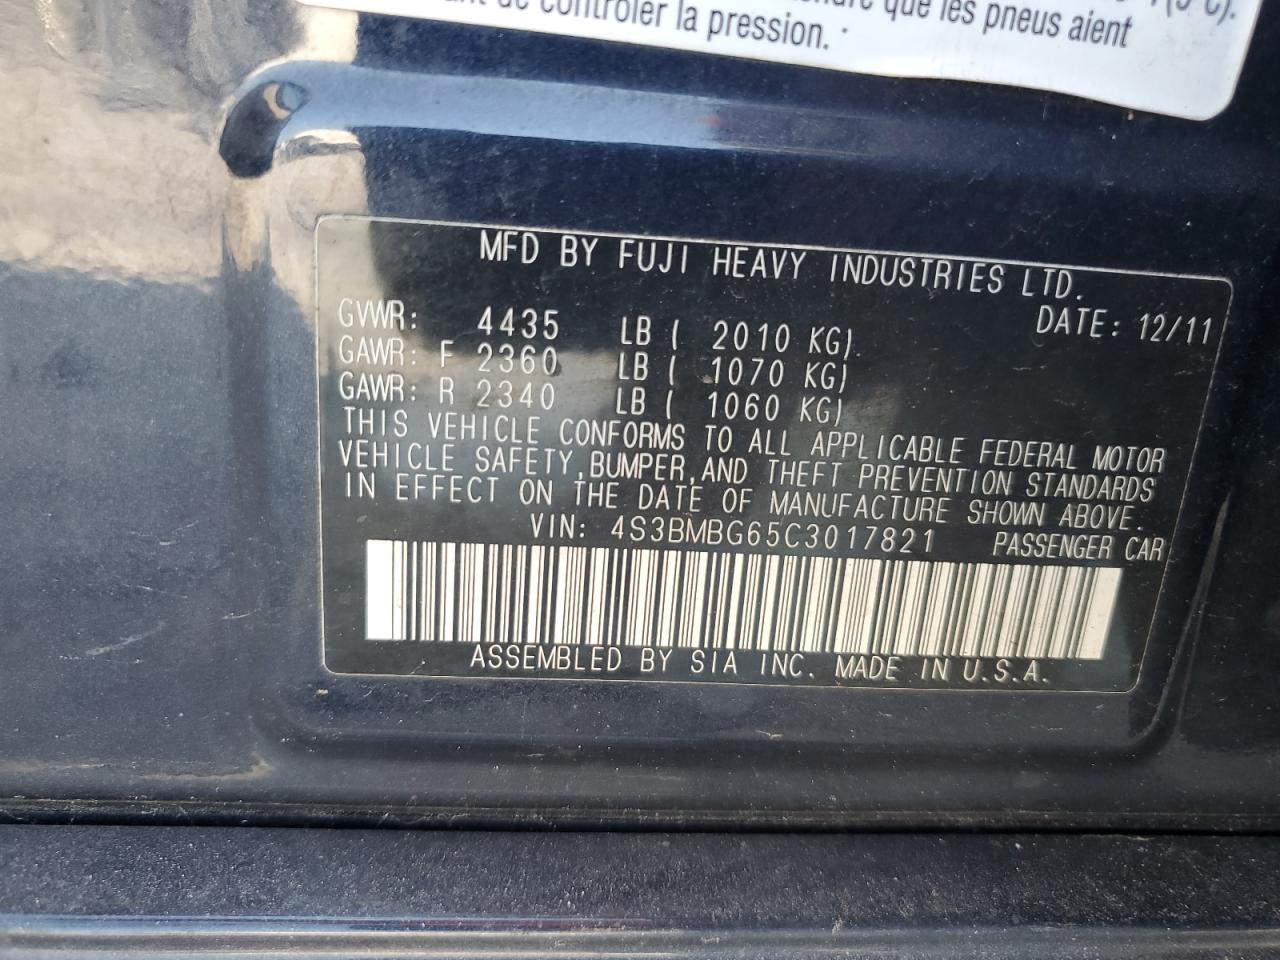 (5°C).
que les pneus aient
de contrôler la pression.
MFD BY FUJI HEAVY INDUSTRIES LTD.
GVWR: 4435 LB ( 2010 KG) DATE: 12/11
GAWR: F 2360 LB ( 1070 KG)
GAWR: R 2340 LB ( 1060 KG)
THIS VEHICLE CONFORMS TO ALL APPLICABLE FEDERAL MOTOR
VEHICLE SAFETY,BUMPER,AND THEFT PREVENTION STANDARDS
IN EFFECT ON THE DATE OF MANUFACTURE SHOWN ABOVE.
VIN: 4S3BMBG65C3017821 PASSENGER CAR
ASSEMBLED BY SIA INC. MADE IN U.S.A.